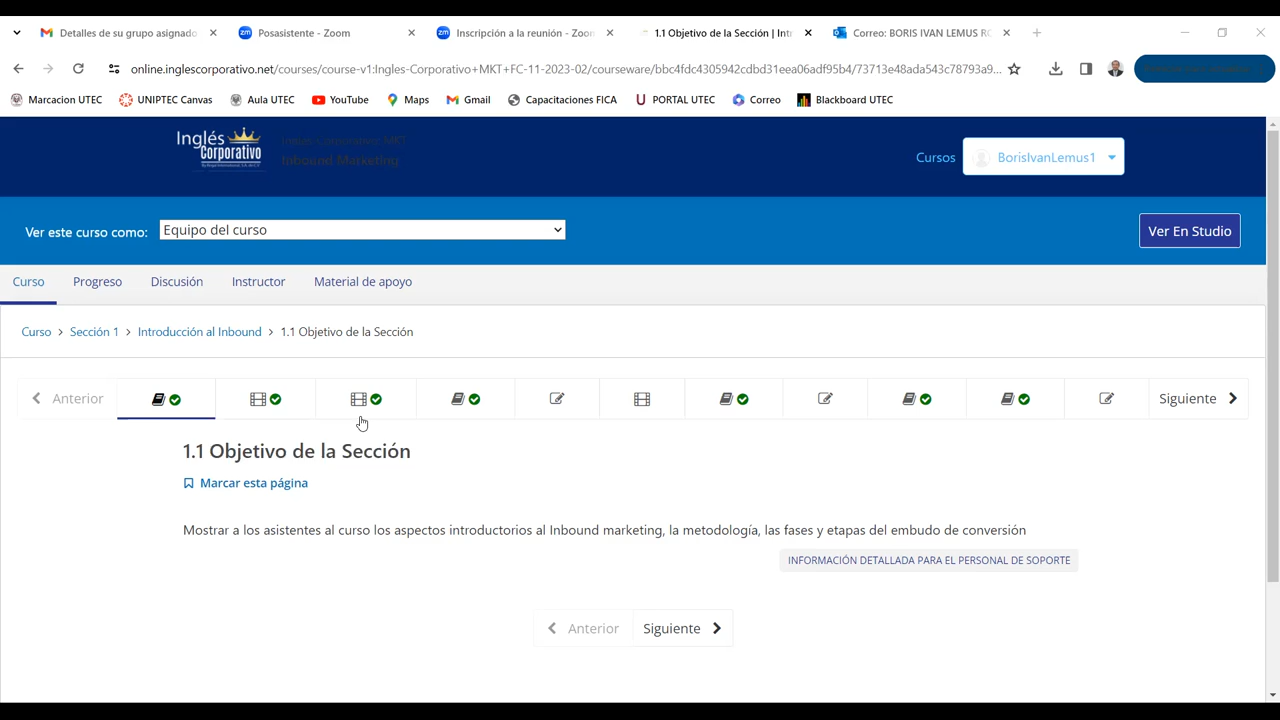 Detalles de su grupo asignado
Posasistente - Zoom
Inscripción a la reunión - Zoom
1.1 Objetivo de la Sección | Int
Correo: BORIS IVAN LEMUS RO
online.inglescorporativo.net/courses/course-v1:Ingles-Corporativo+MKT+FC-11-2023-02/courseware/bbc4fdc4305942cdbd31eea06adf95b4/73713e48ada543c78793a9...
Marcacion UTEC
UNIPTEC Canvas
Aula UTEC
YouTube
Maps
Gmail
Capacitaciones FICA
PORTAL UTEC
Correo
Blackboard UTEC
Inglés
Corporativo
Inbound Marketing
Cursos
BorisIvanLemus1
Ver este curso como:
Equipo del curso
Ver En Studio
Curso
Progreso
Discusión
Instructor
Material de apoyo
Curso > Sección 1 > Introducción al Inbound > 1.1 Objetivo de la Sección
Anterior
Siguiente
1.1 Objetivo de la Sección
Marcar esta página
Mostrar a los asistentes al curso los aspectos introductorios al Inbound marketing, la metodología, las fases y etapas del embudo de conversión
INFORMACIÓN DETALLADA PARA EL PERSONAL DE SOPORTE
Anterior
Siguiente